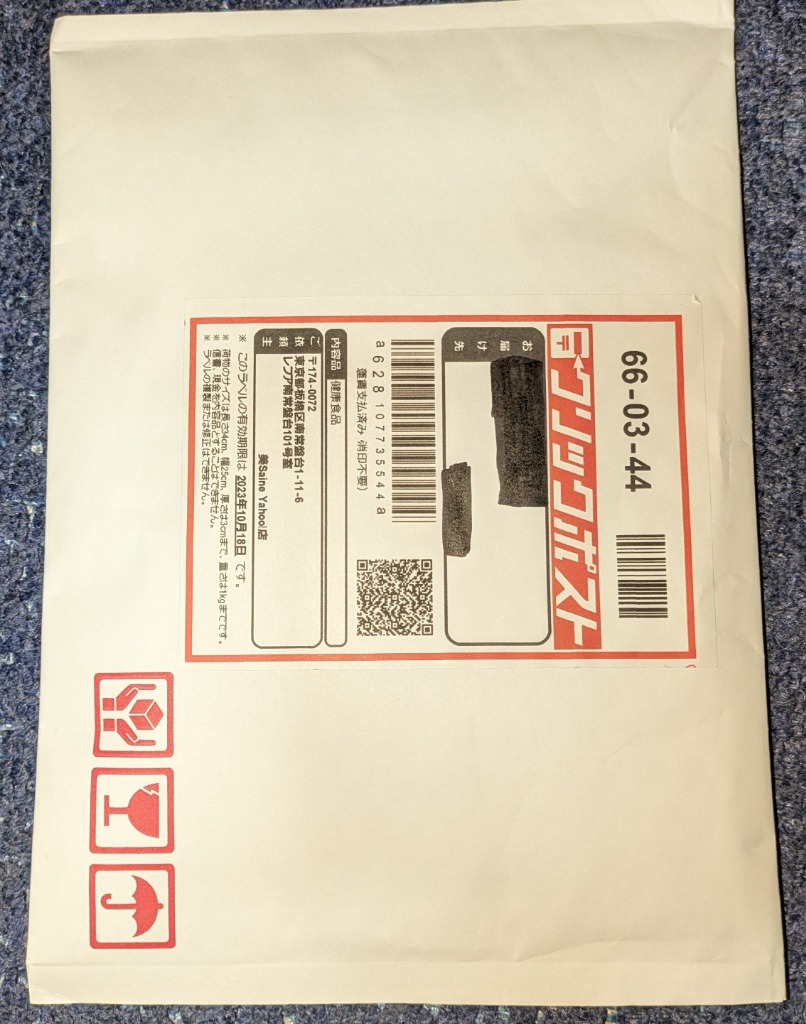 66-03-44
クリックポスト
お届け先
a628107735544a
運賃支払済み 消印不要)
内容品 健康食品
ご依頼主
〒174-0072
東京都板橋区南常盤台1-11-6
レフア南常盤台101号室
美Saine Yahoo!店
※ このラベルの有効期限は 2023年10月18日 です。
※ 荷物のサイズは長さ34cm, 幅25cm, 厚さは3cmまで、重さは1kgまでです。
※ 信書、現金を内容品とすることはできません。
※ ラベルの複製または修正はできません。